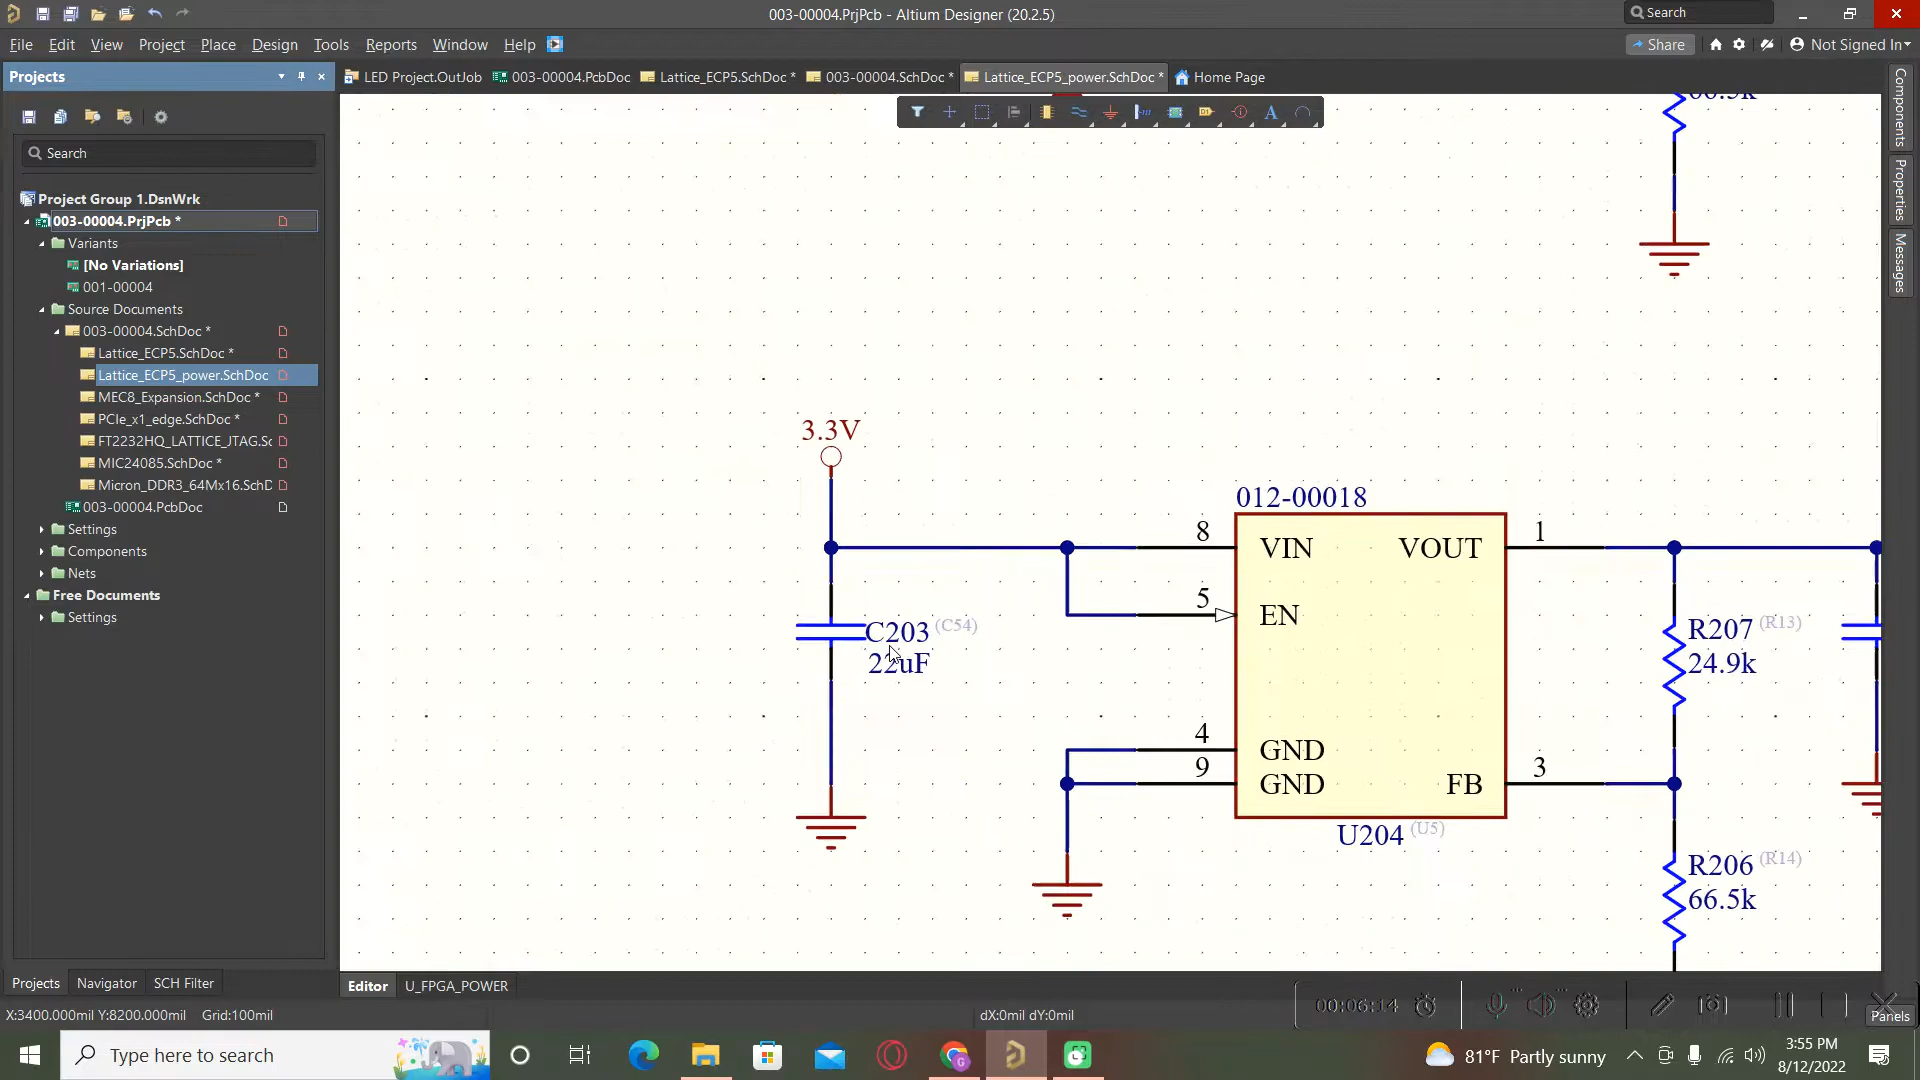 003-00004.PrjPcb - Altium Designer (20.2.5)
Search
File Edit View Project Place Design Tools Reports Window Help
Share
Not Signed In
Projects
LED Project.OutJob
003-00004.PcbDoc
Lattice_ECP5.SchDoc *
003-00004.SchDoc *
Lattice_ECP5_power.SchDoc *
Home Page
Search
Project Group 1.DsnWrk
003-00004.PrjPcb *
Variants
[No Variations]
001-00004
Source Documents
003-00004.SchDoc *
Lattice_ECP5.SchDoc *
Lattice_ECP5_power.SchDoc
MEC8_Expansion.SchDoc *
PCIe_x1_edge.SchDoc *
FT2232HQ_LATTICE_JTAG.Sc
MIC24085.SchDoc *
Micron_DDR3_64Mx16.SchD
003-00004.PcbDoc
Settings
Components
Nets
Free Documents
Settings
Components
Properties
Messages
3.3V
012-00018
8 VIN VOUT 1
5 EN
C203 (C54)
22uF
R207 (R13)
24.9k
4 GND
9 GND FB 3
U204 (U5)
R206 (R14)
66.5k
Projects Navigator SCH Filter
Editor U_FPGA_POWER
X:3400.000mil Y:8200.000mil Grid:100mil
dX:0mil dY:0mil
00:06:14
Panels
Type here to search
81°F Partly sunny
3:55 PM
8/12/2022